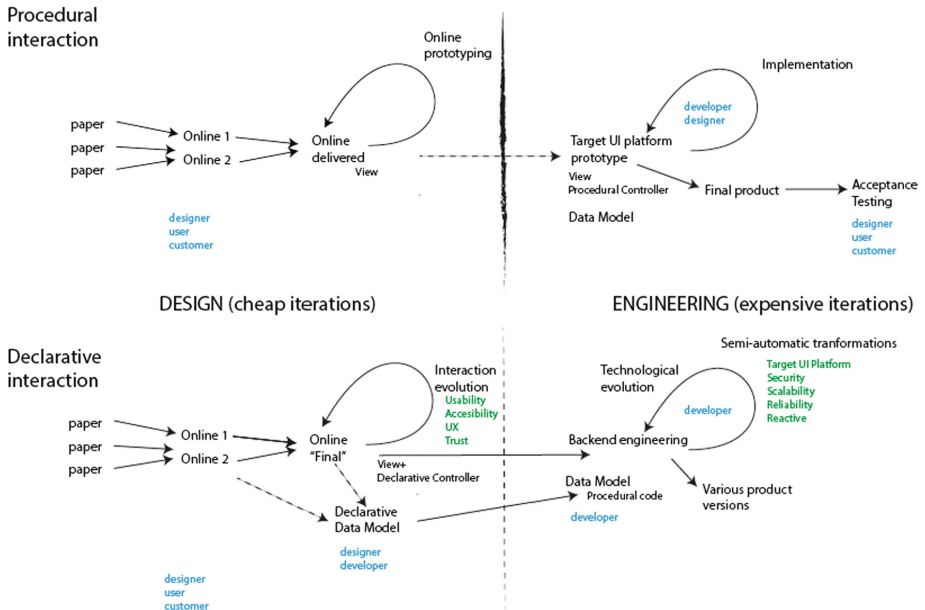 Procedural
interaction
Online
prototyping
Implementation
paper
paper
paper
Online 1
Online 2
Online
delivered
View
developer
designer
Target UI platform
prototype
View
Procedural Controller
Data Model
Final product
Acceptance
Testing
designer
user
customer
designer
user
customer
DESIGN (cheap iterations)
ENGINEERING (expensive iterations)
Declarative
interaction
Semi-automatic tranformations
Interaction
evolution
Usability
Accesibility
UX
Trust
Technological
evolution
Target UI Platform
Security
Scalability
Reliability
Reactive
developer
paper
paper
paper
Online 1
Online 2
Online
"Final"
View+
Declarative Controller
Backend engineering
Data Model
Procedural code
developer
Various product
versions
Declarative
Data Model
designer
developer
designer
user
customer